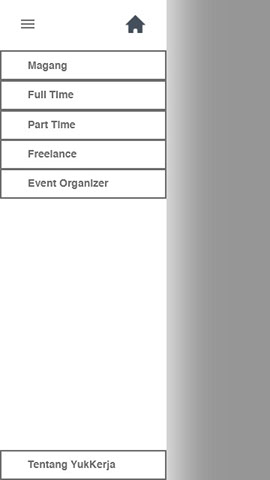 Magang
Full Time
Part Time
Freelance
Event Organizer
Tentang YukKerja